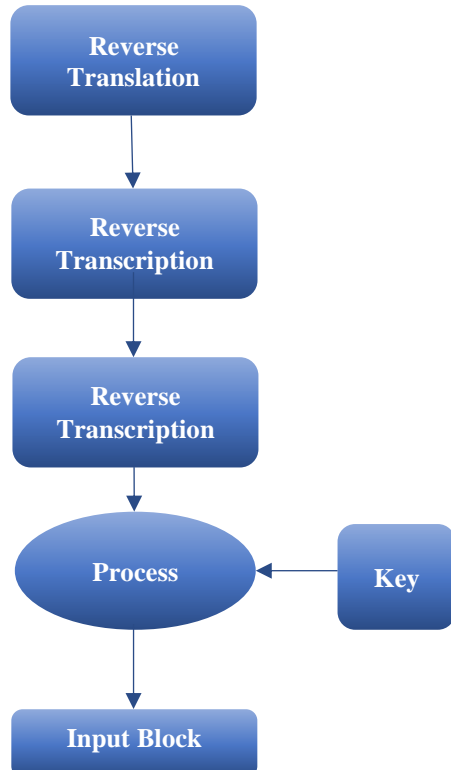 Reverse
Translation
Reverse
Transcription
Reverse
Transcription
Process
Key
Input Block